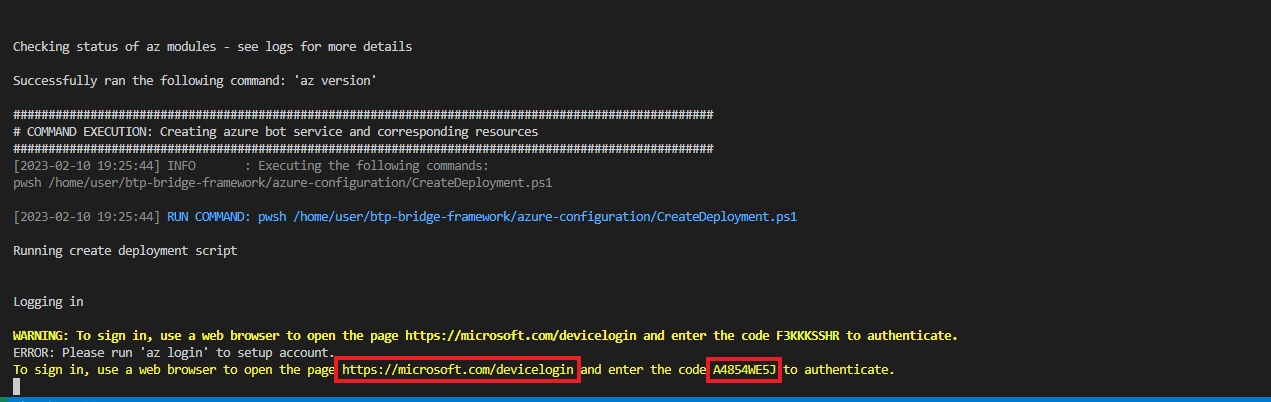 Checking status of az modules - see logs for more details
Successfully ran the following command: 'az version'
####################################################################################################
# COMMAND EXECUTION: Creating azure bot service and corresponding resources
####################################################################################################
[2023-02-10 19:25:44] INFO       : Executing the following commands:
pwsh /home/user/btp-bridge-framework/azure-configuration/CreateDeployment.ps1
[2023-02-10 19:25:44] RUN COMMAND: pwsh /home/user/btp-bridge-framework/azure-configuration/CreateDeployment.ps1
Running create deployment script
Logging in
WARNING: To sign in, use a web browser to open the page https://microsoft.com/devicelogin and enter the code F3KKKSSHR to authenticate.
ERROR: Please run 'az login' to setup account.
To sign in, use a web browser to open the page https://microsoft.com/devicelogin and enter the code A4854WE5J to authenticate.